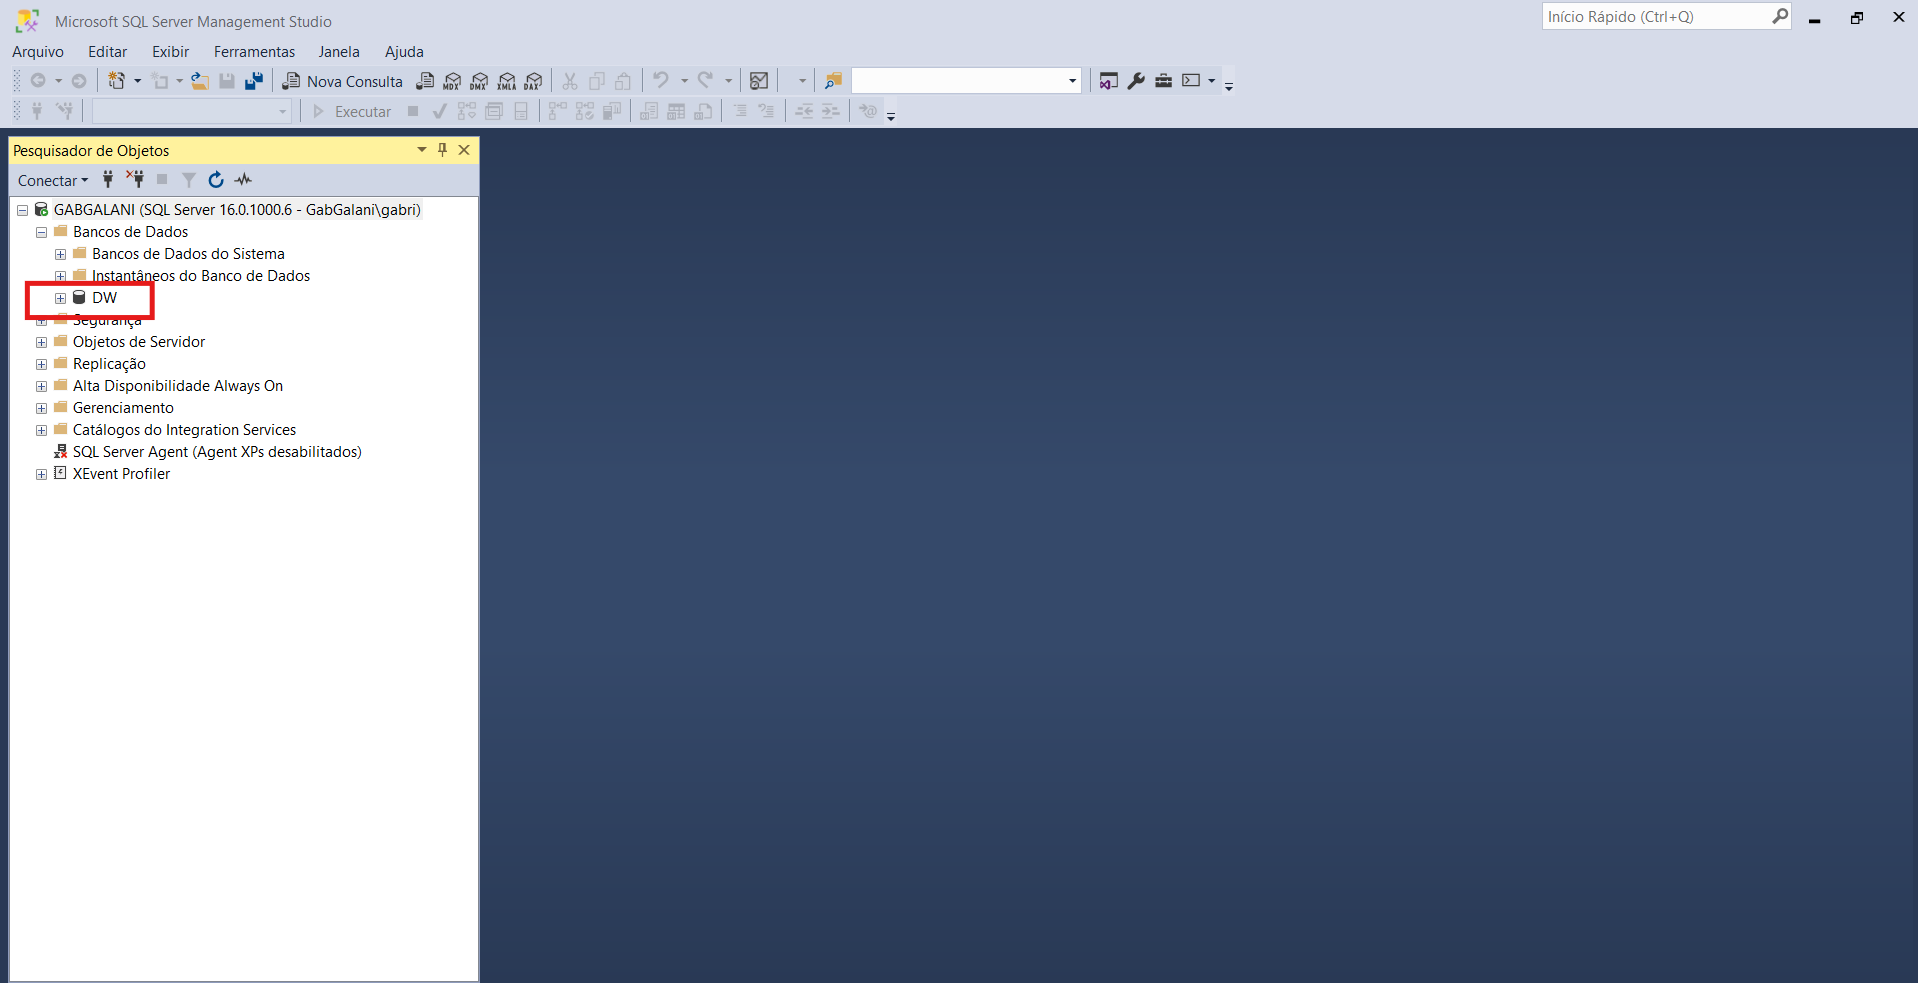 Microsoft SQL Server Management Studio
Início Rápido (Ctrl+Q)
Arquivo Editar Exibir Ferramentas Janela Ajuda
Nova Consulta MDX DMX XMLA DAX
Executar
Pesquisador de Objetos
Conectar
GABGALANI (SQL Server 16.0.1000.6 - GabGalani\gabri)
Bancos de Dados
Bancos de Dados do Sistema
Instantâneos do Banco de Dados
DW
Segurança
Objetos de Servidor
Replicação
Alta Disponibilidade Always On
Gerenciamento
Catálogos do Integration Services
SQL Server Agent (Agent XPs desabilitados)
XEvent Profiler